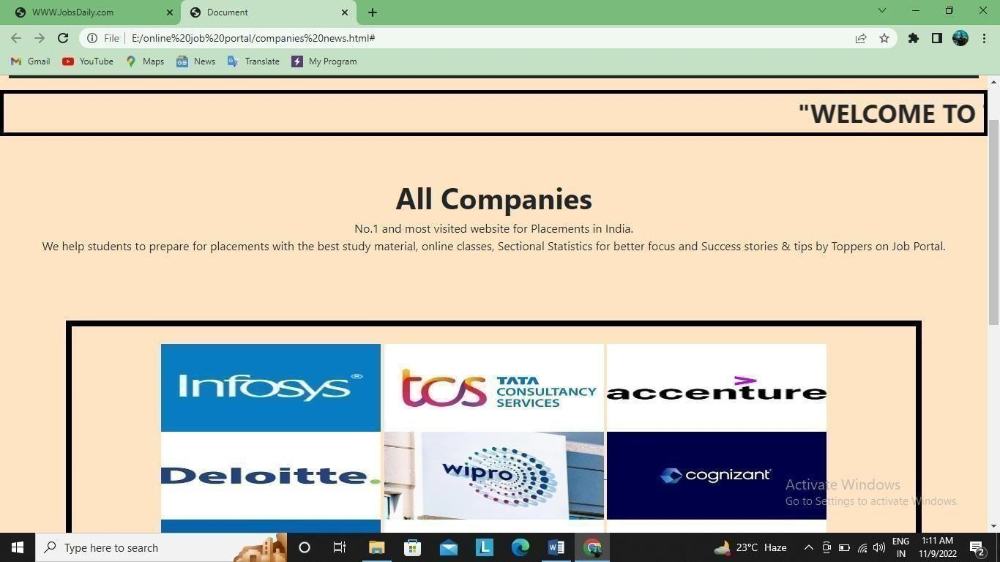 WWW.JobsDaily.com
Document
File
E:/online%20job%20portal/companies%20news.html#
Gmail
YouTube
Maps
News
Translate
My Program
"WELCOME TO
All Companies
No.1 and most visited website for Placements in India.
We help students to prepare for placements with the best study material, online classes, Sectional Statistics for better focus and Success stories & tips by Toppers on Job Portal.
Infosys®
tcs TATA
CONSULTANCY
SERVICES
accenture
Deloitte.
wipro
cognizant
Activate Windows
Go to Settings to activate Windows.
Type here to search
L
W
23°C Haze
ENG
IN
1:11 AM
11/9/2022
2